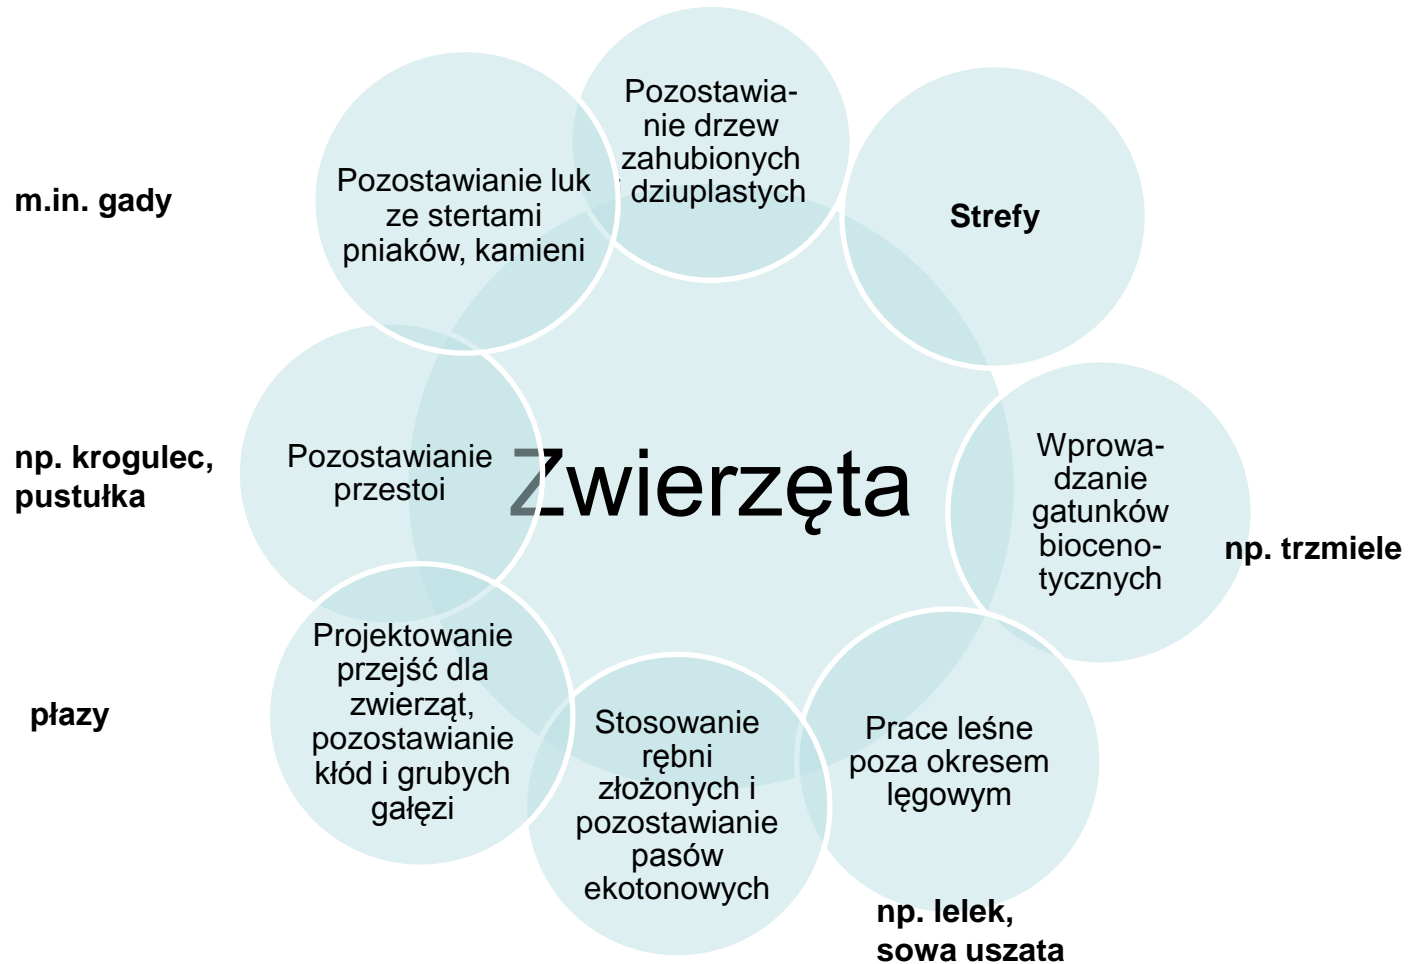 Pozostawia-
nie drzew
zahubionych
i dziuplastych
Strefy
Wprowa-
dzanie
gatunków
bioceno-
tycznych
np. trzmiele
Prace leśne
poza okresem
lęgowym
np. lelek,
sowa uszata
Stosowanie
rębni
złożonych i
pozostawianie
pasów
ekotonowych
Projektowanie
przejść dla
zwierząt,
pozostawianie
kłód i grubych
gałęzi
płazy
Pozostawianie
przestoi
np. krogulec,
pustułka
Pozostawianie luk
ze stertami
pniaków, kamieni
m.in. gady
Zwierzęta